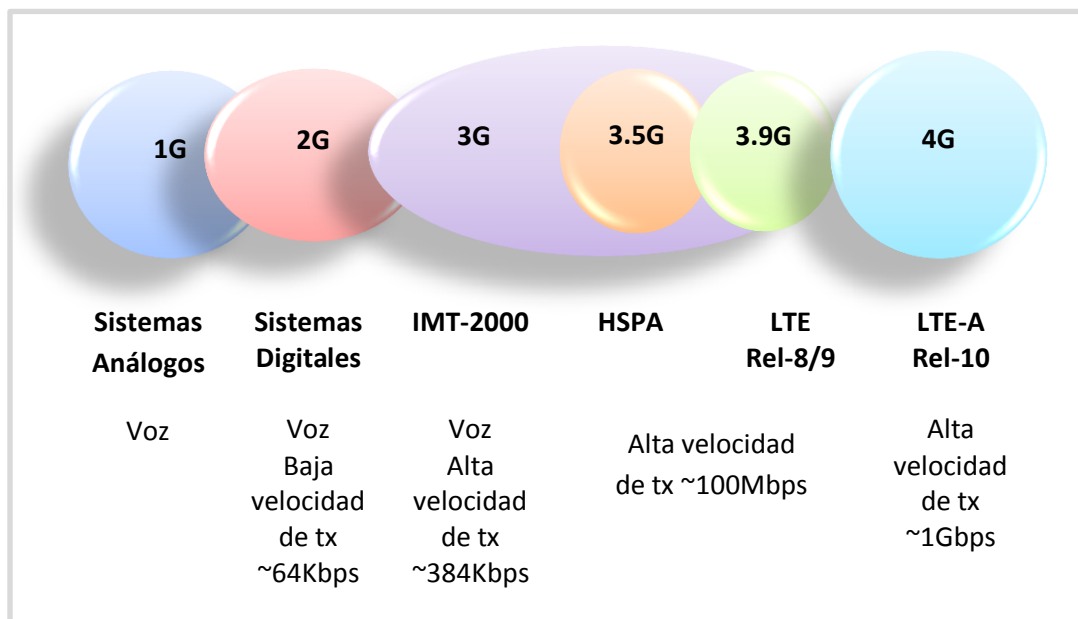 1G
2G
3G
3.5G
3.9G
4G
Sistemas
Análogos
Sistemas
Digitales
IMT-2000
HSPA
LTE
Rel-8/9
LTE-A
Rel-10
Voz
Voz
Baja
velocidad
de tx
~64Kbps
Voz
Alta
velocidad
de tx
~384Kbps
Alta velocidad
de tx ~100Mbps
Alta
velocidad
de tx
~1Gbps